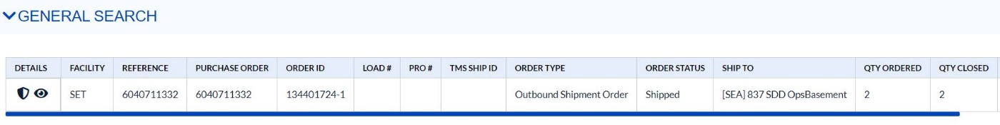 GENERAL SEARCH
DETAILS FACILITY REFERENCE PURCHASE ORDER ORDER ID LOAD # PRO # TMS SHIP ID ORDER TYPE ORDER STATUS SHIP TO QTY ORDERED QTY CLOSED
SET 6040711332 6040711332 134401724-1 Outbound Shipment Order Shipped [SEA] 837 SDD OpsBasement 2 2